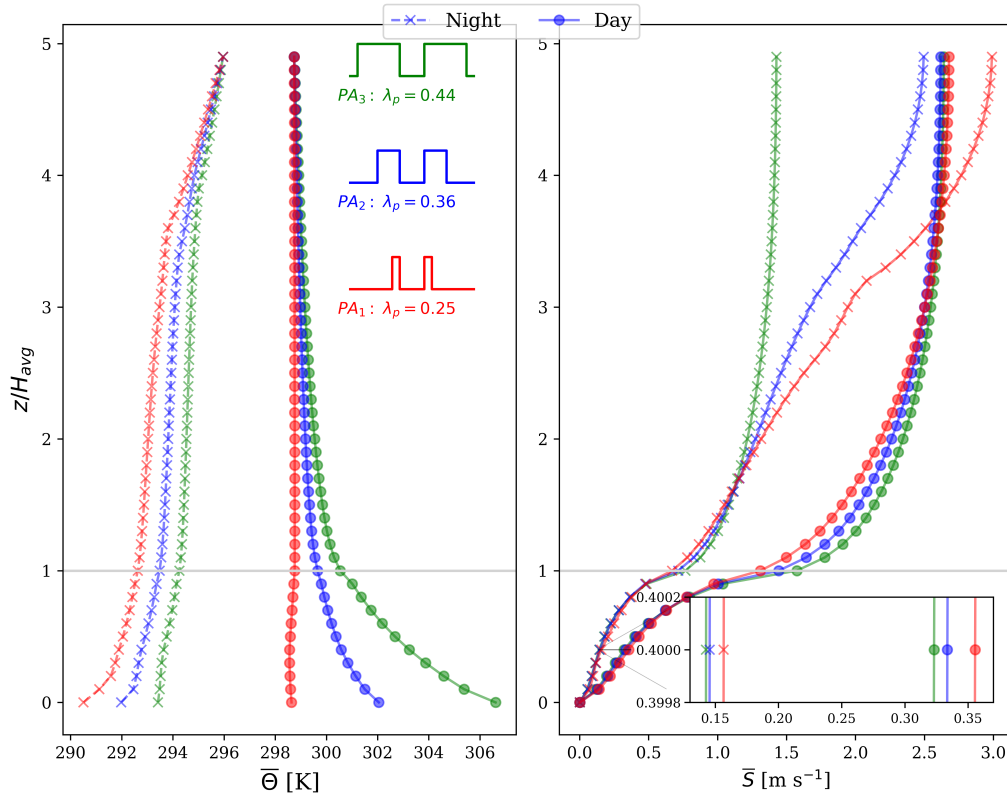 Night Day
5
4
3
2
1
0
z/H_avg
PA₃ : λₚ = 0.44
PA₂ : λₚ = 0.36
PA₁ : λₚ = 0.25
290 292 294 296 298 300 302 304 306
Θ̅ [K]
5
4
3
2
1
0
0.4002
0.4000
0.3998
0.15 0.20 0.25 0.30 0.35
0.0 0.5 1.0 1.5 2.0 2.5 3.0
S̅ [m s⁻¹]